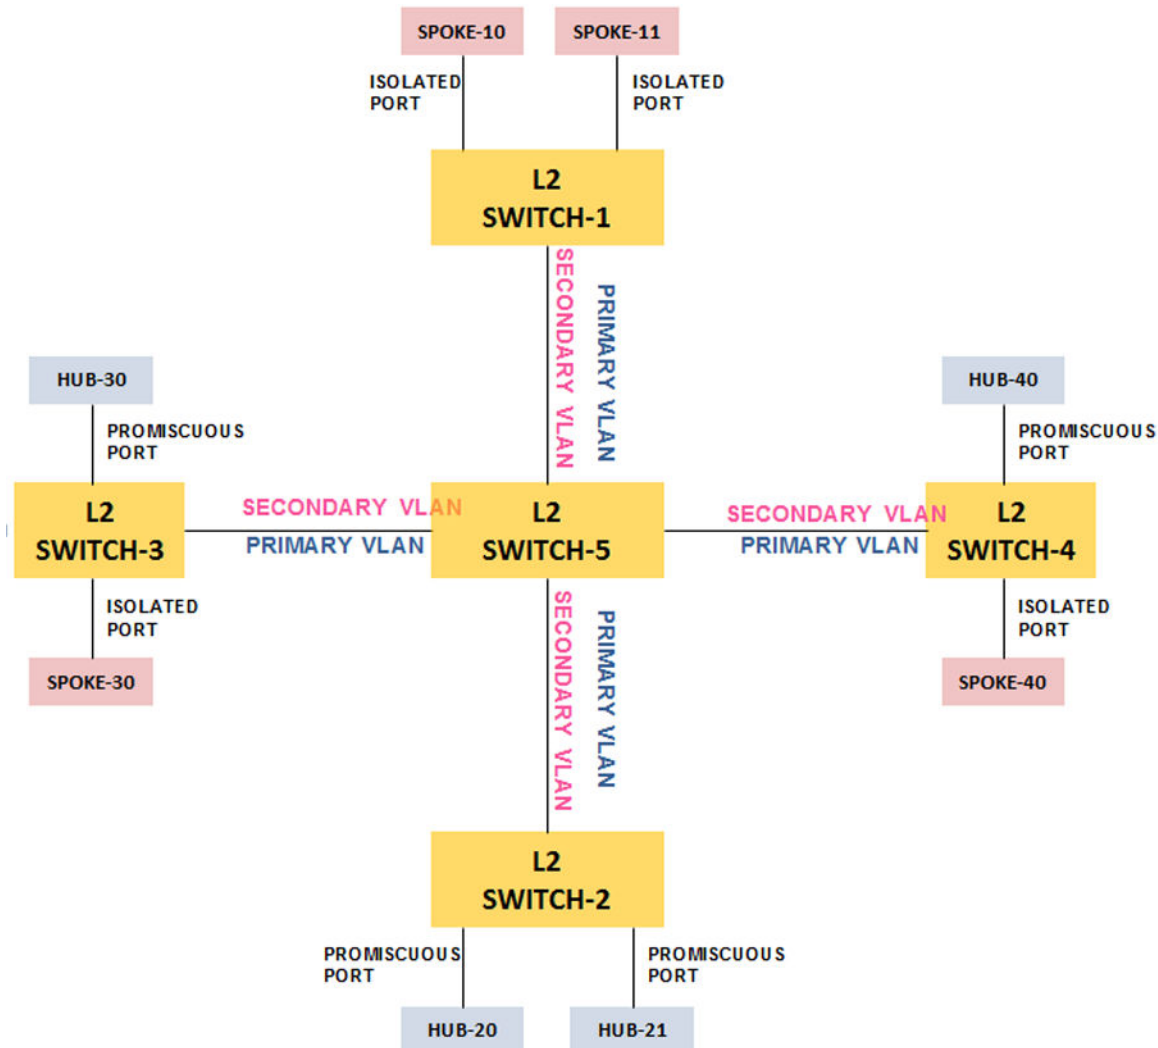 SPOKE-10
SPOKE-11
ISOLATED
PORT
ISOLATED
PORT
L2
SWITCH-1
SECONDARY VLAN
PRIMARY VLAN
HUB-30
HUB-40
PROMISCUOUS
PORT
PROMISCUOUS
PORT
L2
SWITCH-3
SECONDARY VLAN
PRIMARY VLAN
L2
SWITCH-5
SECONDARY VLAN
PRIMARY VLAN
L2
SWITCH-4
ISOLATED
PORT
SECONDARY VLAN
PRIMARY VLAN
ISOLATED
PORT
SPOKE-30
SPOKE-40
L2
SWITCH-2
PROMISCUOUS
PORT
PROMISCUOUS
PORT
HUB-20
HUB-21